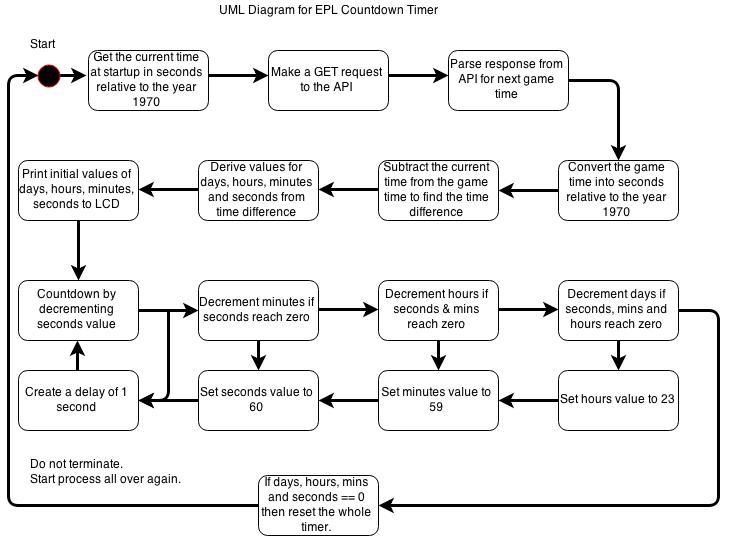 UML Diagram for EPL Countdown Timer
Start
Get the current time
at startup in seconds
relative to the year
1970
Make a GET request
to the API
Parse response from
API for next game
time
Print initial values of
days, hours, minutes,
seconds to LCD
Derive values for
days, hours, minutes
and seconds from
time difference
Subtract the current
time from the game
time to find the time
difference
Convert the game
time into seconds
relative to the year
1970
Countdown by
decrementing
seconds value
Decrement minutes if
seconds reach zero
Decrement hours if
seconds & mins
reach zero
Decrement days if
seconds, mins and
hours reach zero
Create a delay of 1
second
Set seconds value to
60
Set minutes value to
59
Set hours value to 23
Do not terminate.
Start process all over again.
If days, hours, mins
and seconds == 0
then reset the whole
timer.